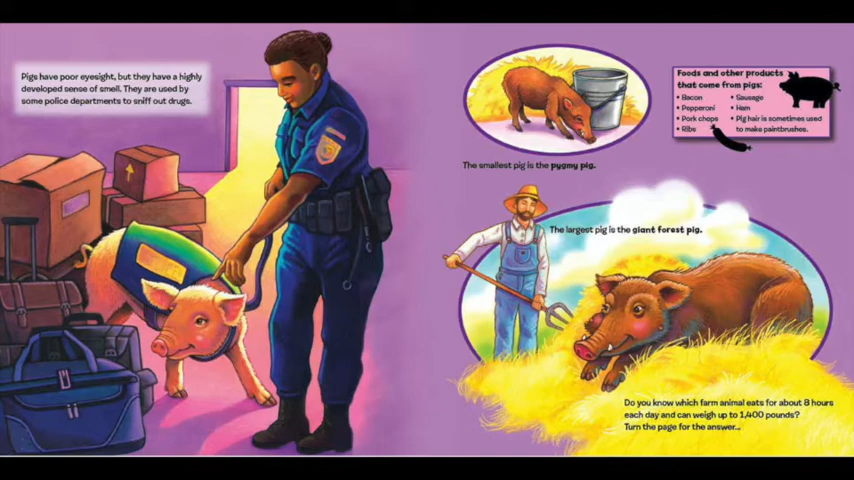 Pigs have poor eyesight, but they have a highly
developed sense of smell. They are used by
some police departments to sniff out drugs.
The smallest pig is the pygmy pig.
Foods and other products
that come from pigs:
• Bacon
• Pepperoni
• Pork chops
• Ribs
• Sausage
• Ham
• Pig hair is sometimes used
to make paintbrushes.
The largest pig is the giant forest pig.
Do you know which farm animal eats for about 8 hours
each day and can weigh up to 1,400 pounds?
Turn the page for the answer...